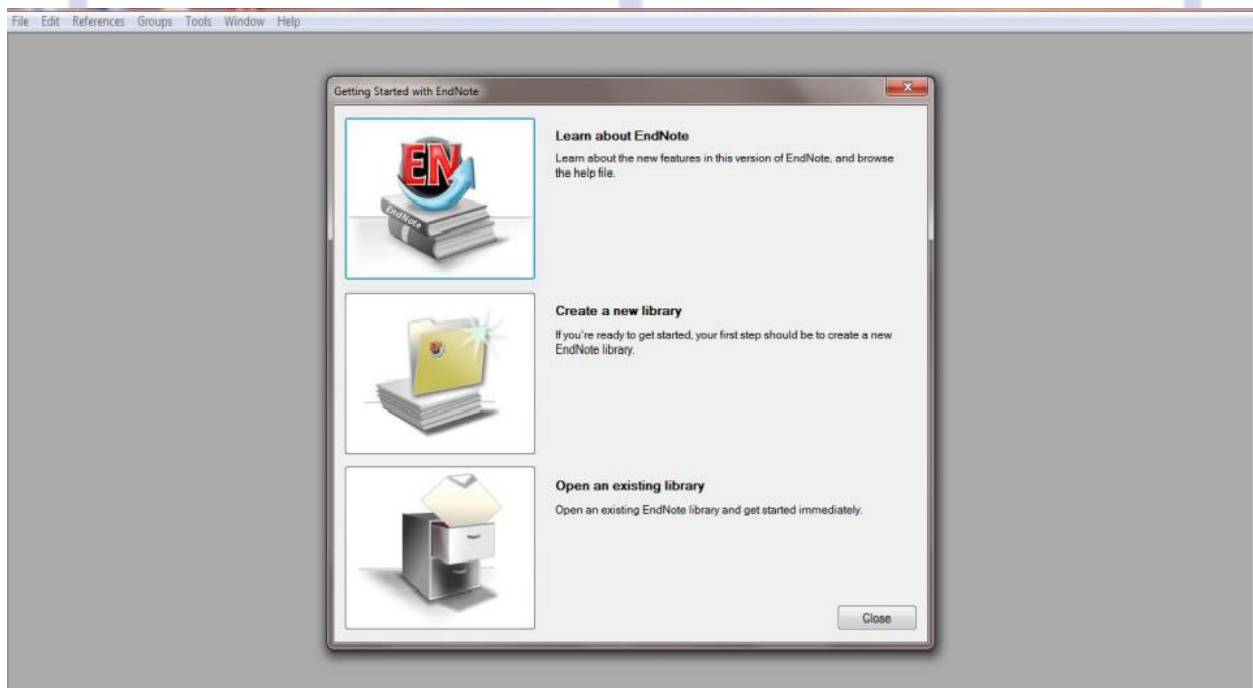 File Edit References Groups Tools Window Help
Getting Started with EndNote
Learn about EndNote
Learn about the new features in this version of EndNote, and browse
the help file.
EN
EndNote
Create a new library
If you're ready to get started, your first step should be to create a new
EndNote library.
Open an existing library
Open an existing EndNote library and get started immediately.
Close